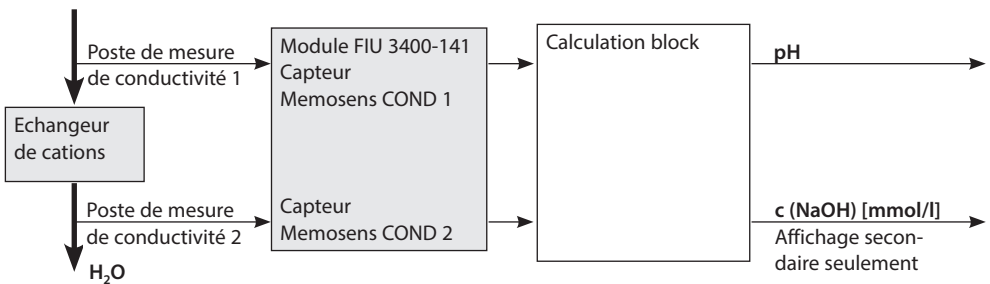 Poste de mesure
de conductivité 1
Echangeur
de cations
Poste de mesure
de conductivité 2
H₂O
Module FIU 3400-141
Capteur
Memosens COND 1
Capteur
Memosens COND 2
Calculation block
pH
c (NaOH) [mmol/l]
Affichage secon-
daire seulement